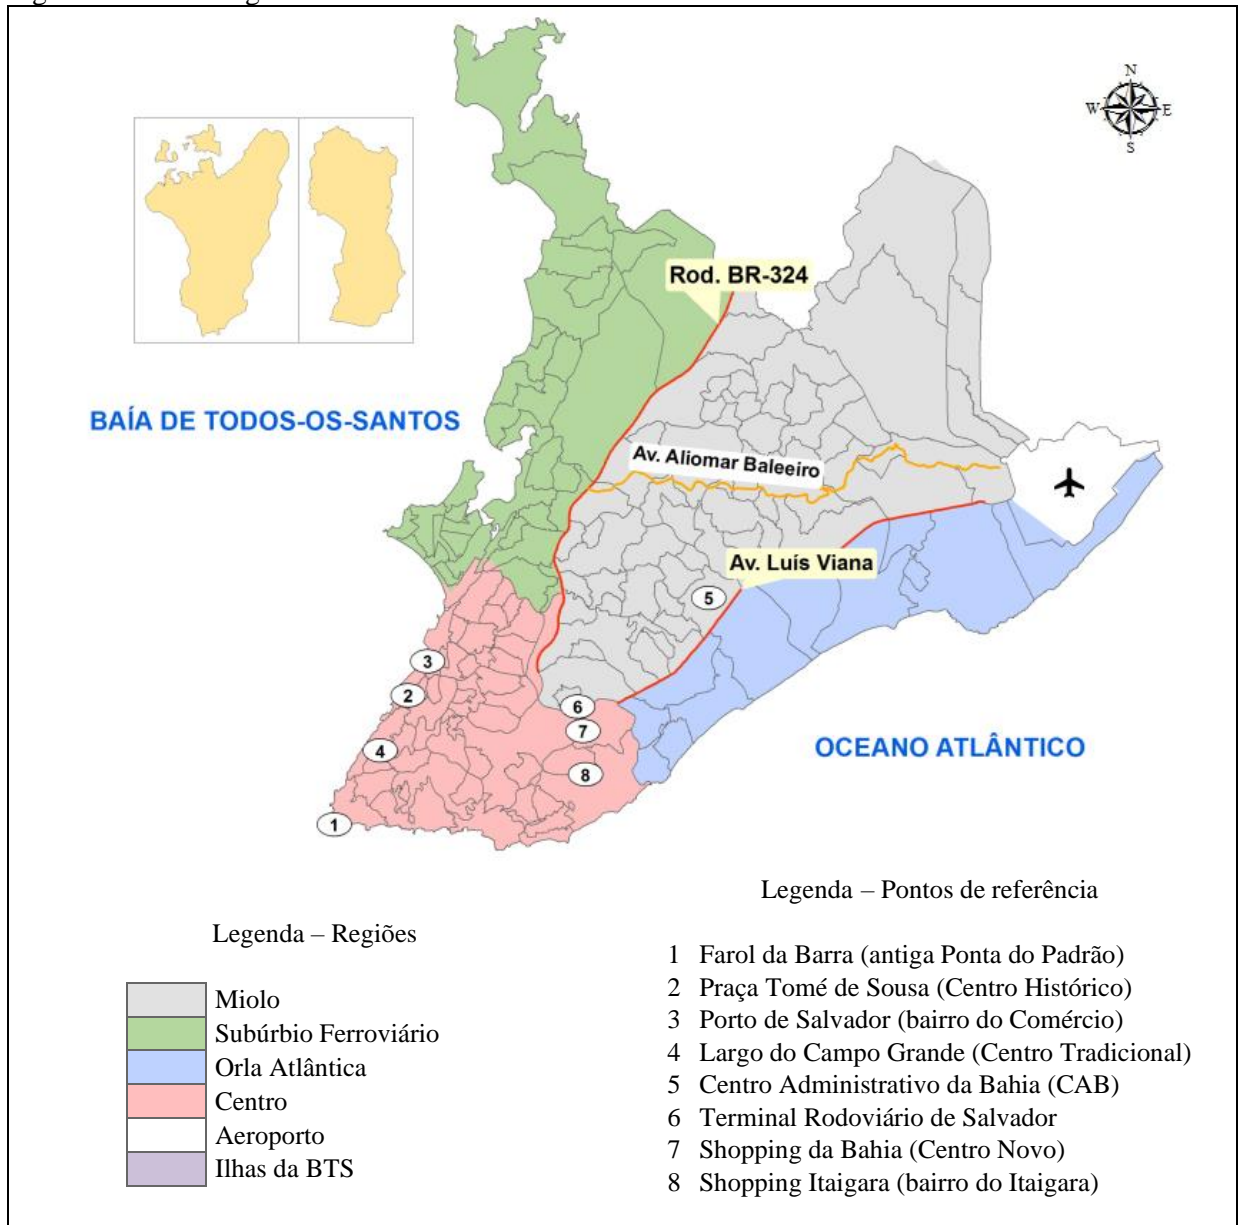 N
W E
S
Rod. BR-324
BAÍA DE TODOS-OS-SANTOS
Av. Aliomar Baleeiro
Av. Luís Viana
5
3
2
6
7
4
OCEANO ATLÂNTICO
8
1
Legenda – Regiões
Miolo
Subúrbio Ferroviário
Orla Atlântica
Centro
Aeroporto
Ilhas da BTS
Legenda – Pontos de referência
1 Farol da Barra (antiga Ponta do Padrão)
2 Praça Tomé de Sousa (Centro Histórico)
3 Porto de Salvador (bairro do Comércio)
4 Largo do Campo Grande (Centro Tradicional)
5 Centro Administrativo da Bahia (CAB)
6 Terminal Rodoviário de Salvador
7 Shopping da Bahia (Centro Novo)
8 Shopping Itaigara (bairro do Itaigara)